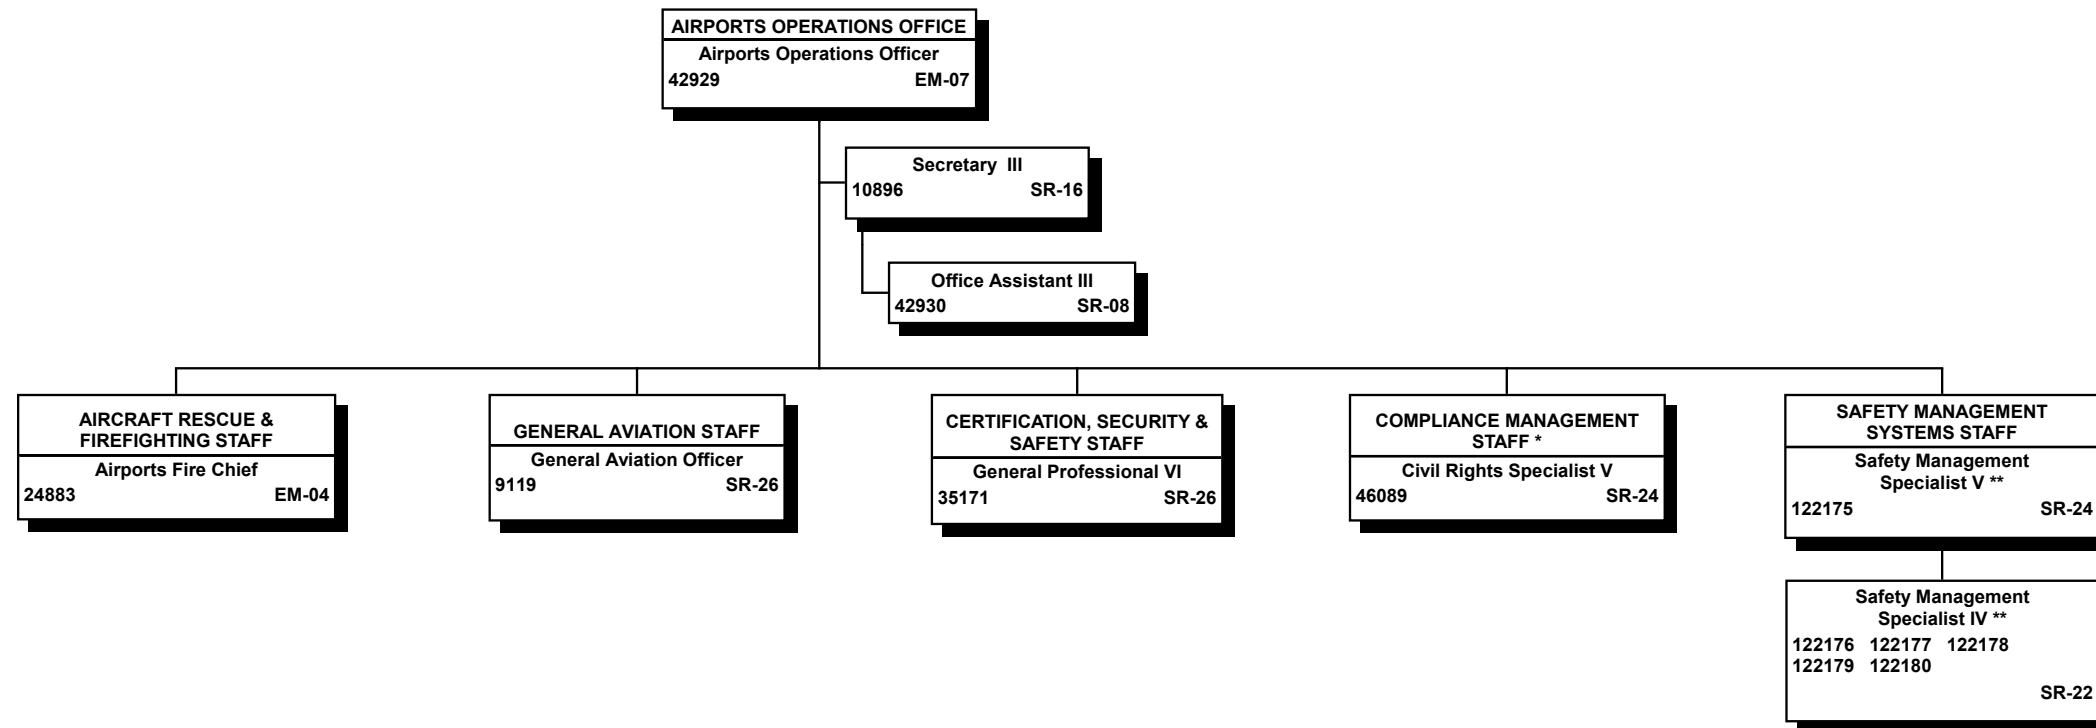 AIRPORTS OPERATIONS OFFICE
Airports Operations Officer
42929 EM-07
Secretary III
10896 SR-16
Office Assistant III
42930 SR-08
AIRCRAFT RESCUE &
FIREFIGHTING STAFF
Airports Fire Chief
24883 EM-04
GENERAL AVIATION STAFF
General Aviation Officer
9119 SR-26
CERTIFICATION, SECURITY &
SAFETY STAFF
General Professional VI
35171 SR-26
COMPLIANCE MANAGEMENT
STAFF *
Civil Rights Specialist V
46089 SR-24
SAFETY MANAGEMENT
SYSTEMS STAFF
Safety Management
Specialist V **
122175 SR-24
Safety Management
Specialist IV **
122176 122177 122178
122179 122180
SR-22